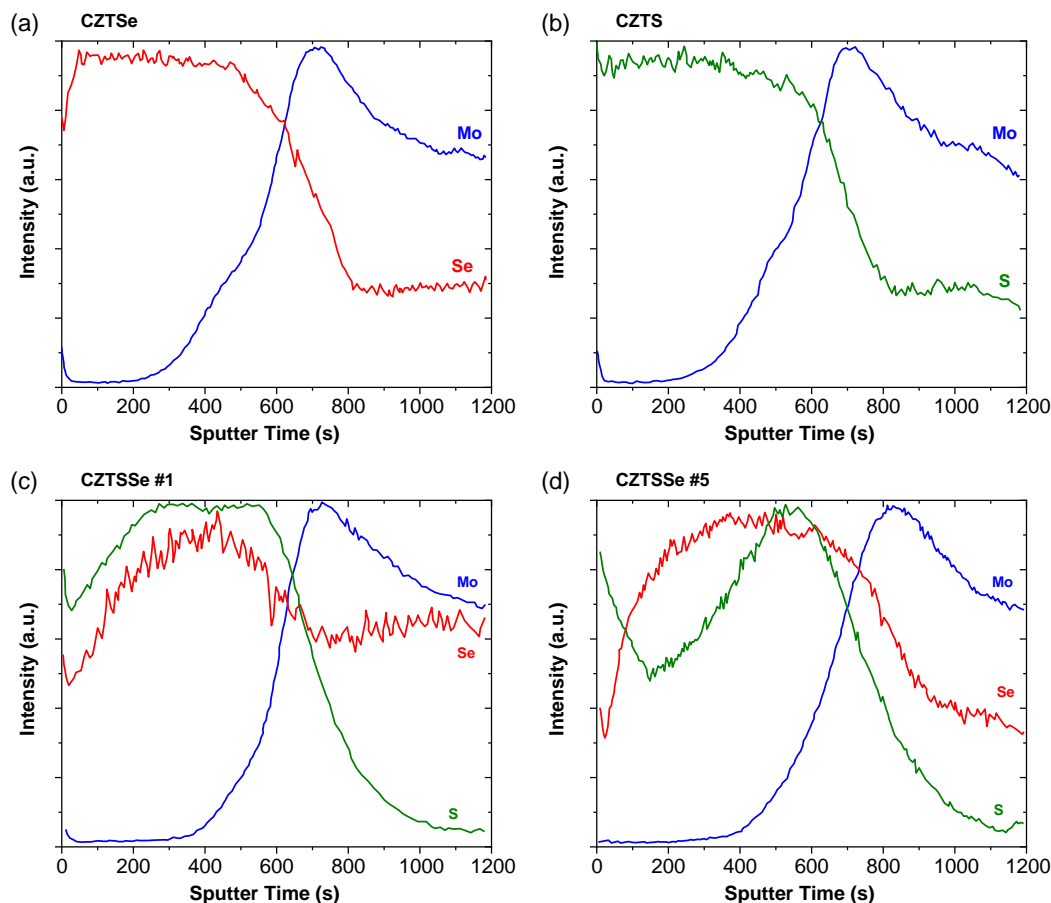 (a) CZTSe
Intensity (a.u.)
Mo
Se
0 200 400 600 800 1000 1200
Sputter Time (s)
(b) CZTS
Intensity (a.u.)
Mo
S
0 200 400 600 800 1000 1200
Sputter Time (s)
(c) CZTSSe #1
Intensity (a.u.)
Mo
Se
S
0 200 400 600 800 1000 1200
Sputter Time (s)
(d) CZTSSe #5
Intensity (a.u.)
Mo
Se
S
0 200 400 600 800 1000 1200
Sputter Time (s)